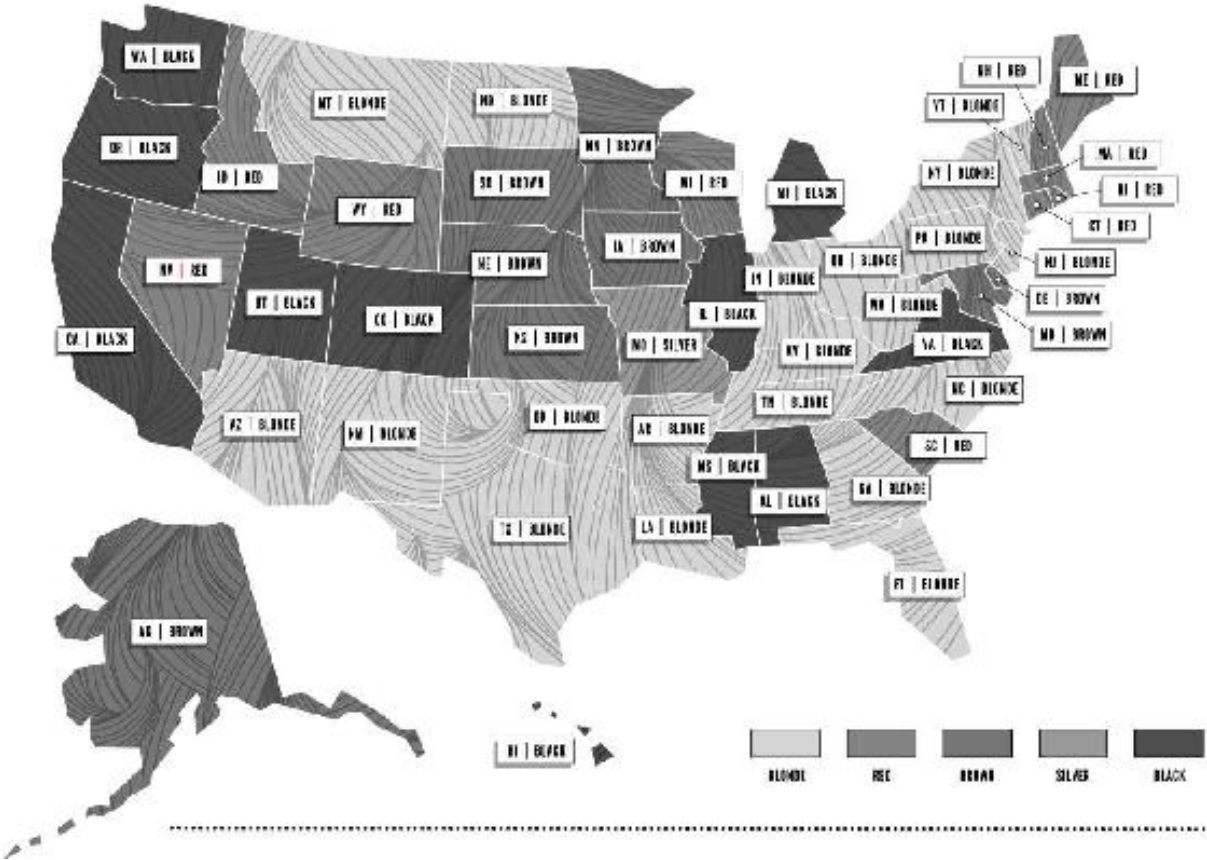 WA | BLACK
MT | BLONDE
ND | BLONDE
NH | RED
ME | RED
VT | BLONDE
OR | BLACK
MN | BROWN
MA | RED
ID | RED
SD | BROWN
WI | RED
MI | BLACK
NY | BLONDE
RI | RED
WY | RED
CT | RED
PA | BLONDE
IA | BROWN
NV | RED
NE | BROWN
OH | BLONDE
NJ | BLONDE
IN | BLONDE
DE | BROWN
UT | BLACK
CO | BLACK
IL | BLACK
WV | BLONDE
CA | BLACK
KS | BROWN
MO | SILVER
KY | BLONDE
VA | BLACK
MD | BROWN
NC | BLONDE
TN | BLONDE
AZ | BLONDE
NM | BLONDE
OK | BLONDE
AR | BLONDE
SC | RED
MS | BLACK
GA | BLONDE
AL | BLACK
TX | BLONDE
LA | BLONDE
FL | BLONDE
BROWN
HI | BLACK
BLONDE
RED
BROWN
SILVER
BLACK